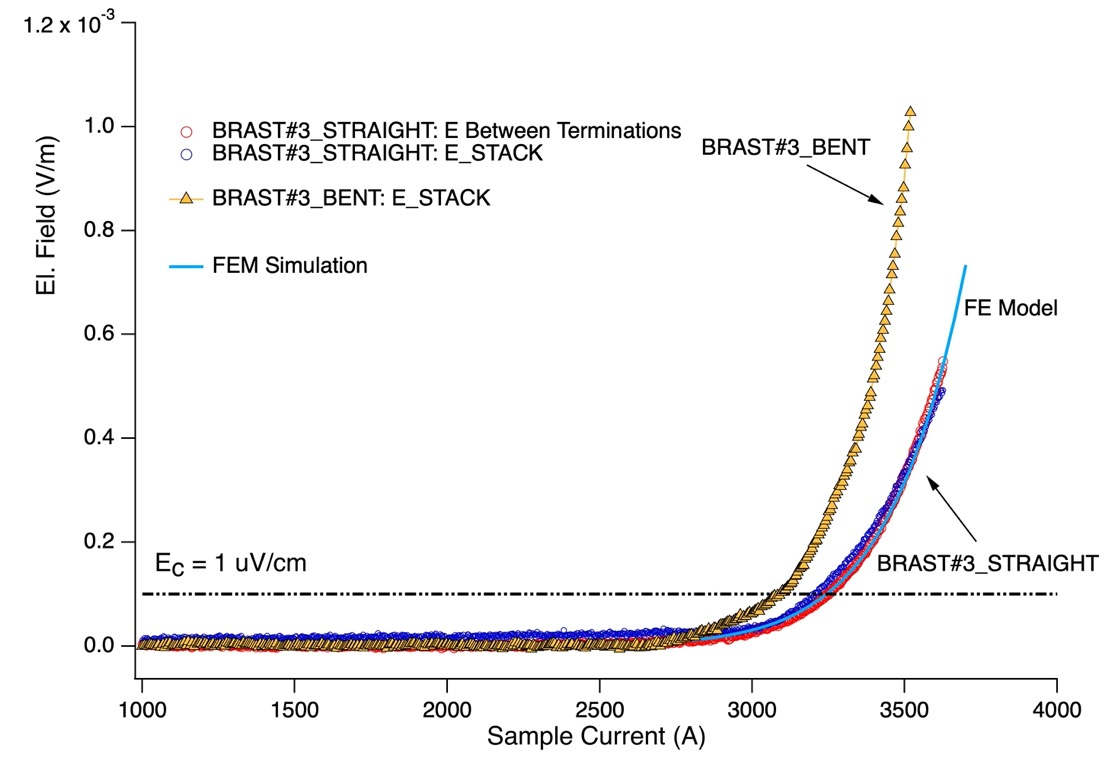 1.2 x 10⁻³
1.0
0.8
0.6
0.4
0.2
0.0
El. Field (V/m)
BRAST#3_STRAIGHT: E Between Terminations
BRAST#3_STRAIGHT: E_STACK
BRAST#3_BENT: E_STACK
FEM Simulation
BRAST#3_BENT
FE Model
BRAST#3_STRAIGHT
E_C = 1 uV/cm
1000 1500 2000 2500 3000 3500 4000
Sample Current (A)